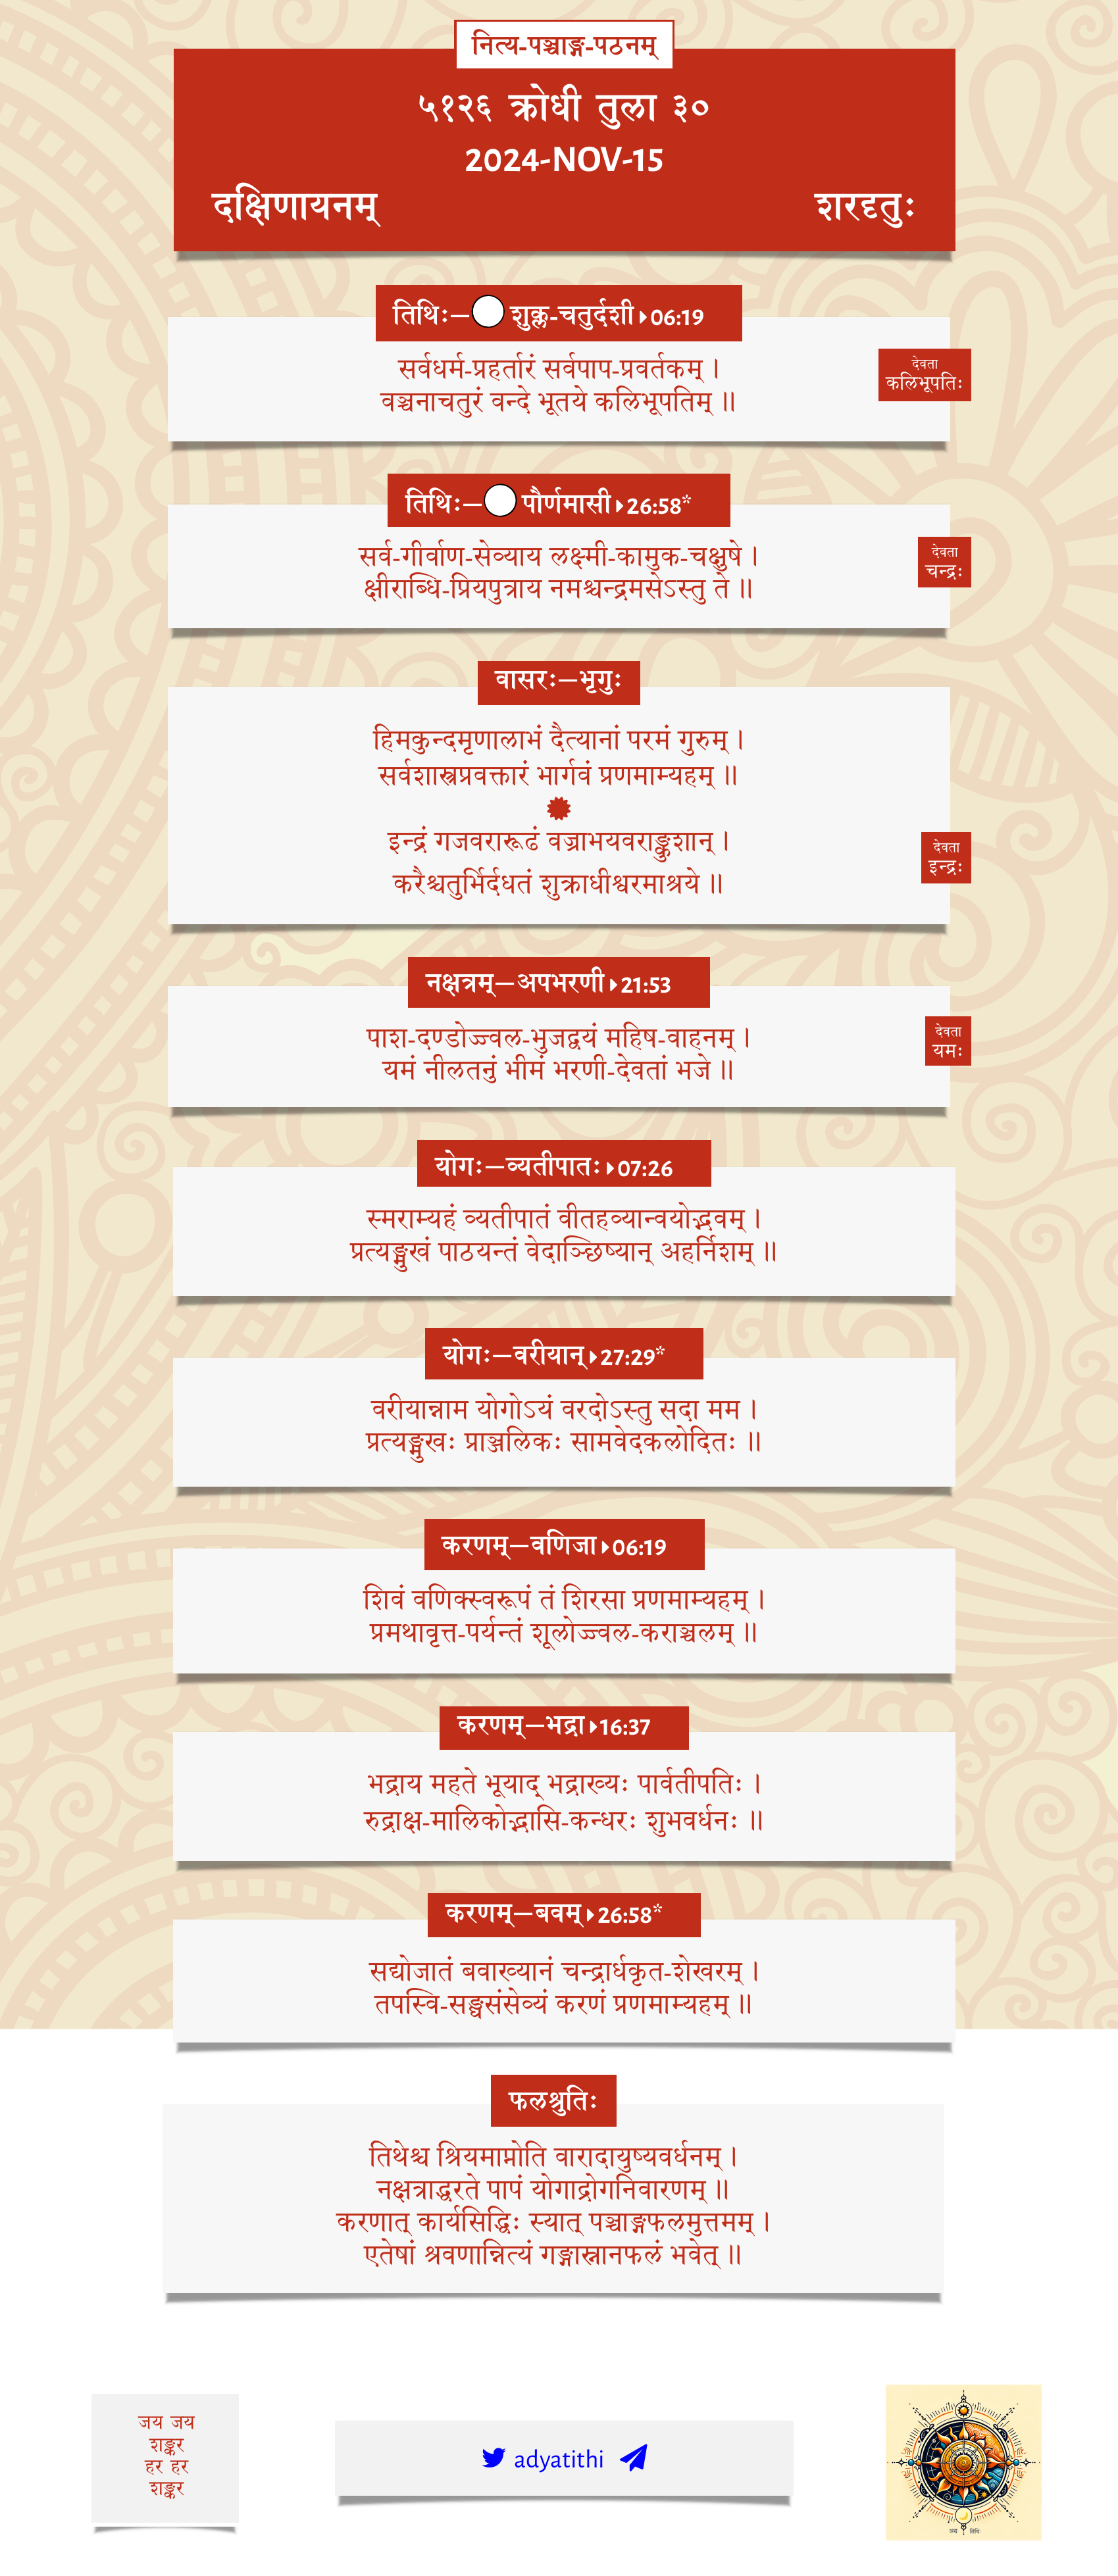 नित्य-पञ्चाङ्ग-पठनम्
५१२६ क्रोधी तुला ३०
2024-NOV-15
दक्षिणायनम् शरदृतुः
तिथिः—शुक्ल-चतुर्दशी 06:19
सर्वधर्म-प्रहर्तारं सर्वपाप-प्रवर्तकम् ।
वञ्चनाचतुरं वन्दे भूतये कलिभूपतिम् ॥
देवता
कलिभूपतिः
तिथिः—पौर्णमासी 26:58*
सर्व-गीर्वाण-सेव्याय लक्ष्मी-कामुक-चक्षुषे ।
क्षीराब्धि-प्रियपुत्राय नमश्चन्द्रमसेऽस्तु ते ॥
देवता
चन्द्रः
वासरः—भृगुः
हिमकुन्दमृणालाभं दैत्यानां परमं गुरुम् ।
सर्वशास्त्रप्रवक्तारं भार्गवं प्रणमाम्यहम् ॥
इन्द्रं गजवरारूढं वज्राभयवराङ्कुशान् ।
करैश्चतुर्भिर्दधतं शुक्राधीश्वरमाश्रये ॥
देवता
इन्द्रः
नक्षत्रम्—अपभरणी 21:53
पाश-दण्डोज्ज्वल-भुजद्वयं महिष-वाहनम् ।
यमं नीलतनुं भीमं भरणी-देवतां भजे ॥
देवता
यमः
योगः—व्यतीपातः 07:26
स्मराम्यहं व्यतीपातं वीतहव्यान्वयोद्भवम् ।
प्रत्यङ्मुखं पाठयन्तं वेदाञ्छिष्यान् अहर्निशम् ॥
योगः—वरीयान् 27:29*
वरीयान्नाम योगोऽयं वरदोऽस्तु सदा मम ।
प्रत्यङ्मुखः प्राञ्जलिकः सामवेदकलोदितः ॥
करणम्—वणिजा 06:19
शिवं वणिक्स्वरूपं तं शिरसा प्रणमाम्यहम् ।
प्रमथावृत्त-पर्यन्तं शूलोज्ज्वल-कराञ्चलम् ॥
करणम्—भद्रा 16:37
भद्राय महते भूयाद् भद्राख्यः पार्वतीपतिः ।
रुद्राक्ष-मालिकोद्भासि-कन्धरः शुभवर्धनः ॥
करणम्—बवम् 26:58*
सद्योजातं बवाख्यानं चन्द्रार्धकृत-शेखरम् ।
तपस्वि-सङ्घसंसेव्यं करणं प्रणमाम्यहम् ॥
फलश्रुतिः
तिथेश्च श्रियमाप्नोति वारादायुष्यवर्धनम् ।
नक्षत्राद्धरते पापं योगाद्रोगनिवारणम् ॥
करणात् कार्यसिद्धिः स्यात् पञ्चाङ्गफलमुत्तमम् ।
एतेषां श्रवणान्नित्यं गङ्गास्नानफलं भवेत् ॥
जय जय
शङ्कर
हर हर
शङ्कर
adyatithi
अद्य तिथिः